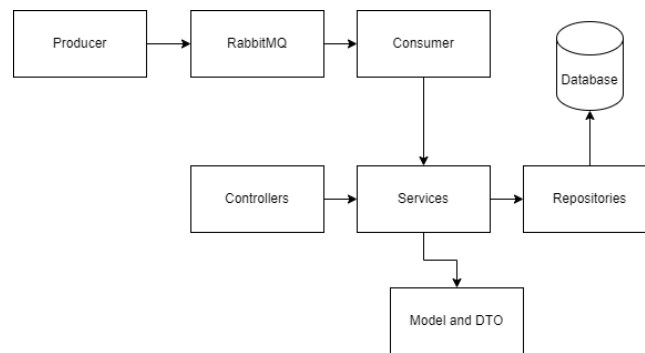 Producer
RabbitMQ
Consumer
Database
Controllers
Services
Repositories
Model and DTO